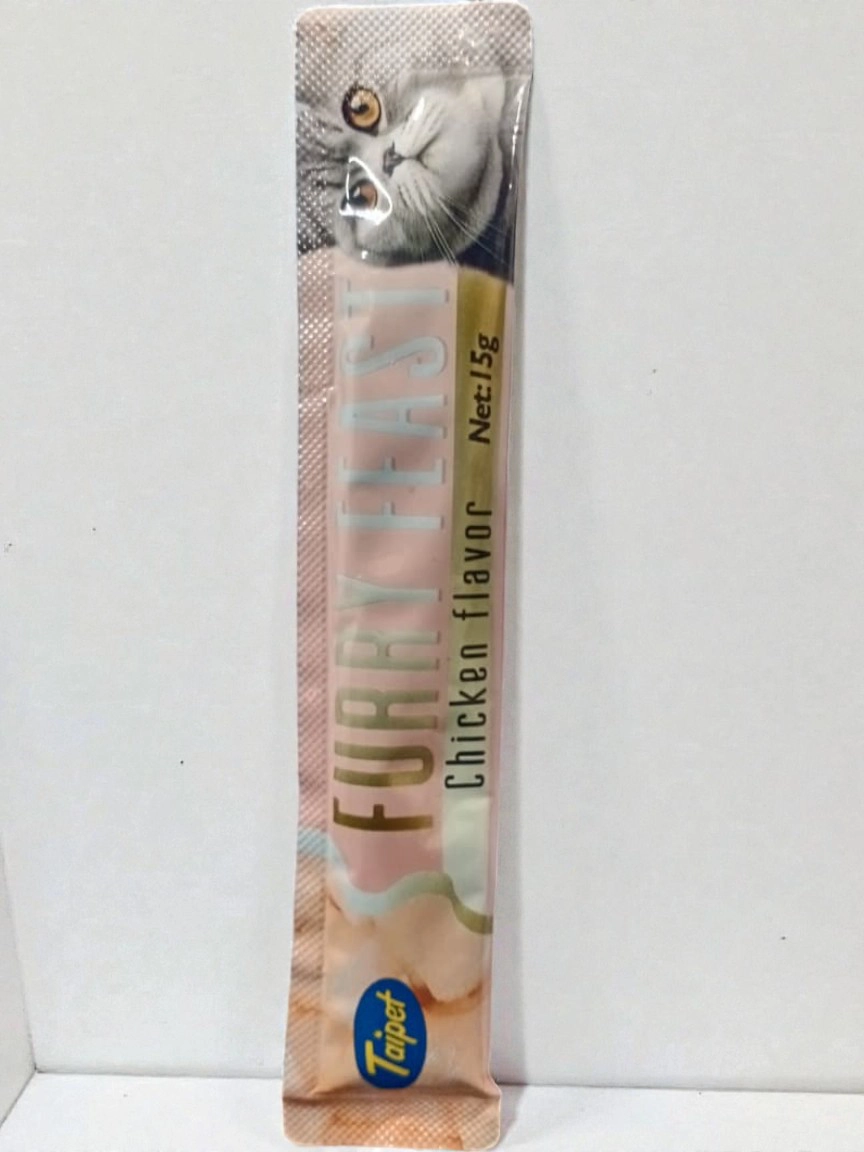 FURRY FEAST
Chicken flavor Net:15g
Taipet